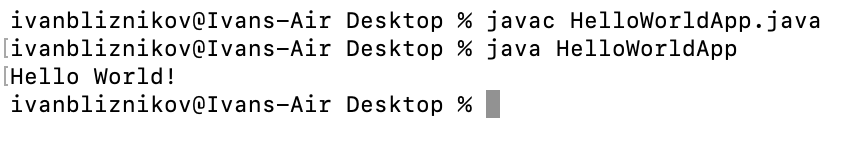 ivanbliznikov@Ivans-Air Desktop % javac HelloWorldApp.java
[ivanbliznikov@Ivans-Air Desktop % java HelloWorldApp
[Hello World!
ivanbliznikov@Ivans-Air Desktop %